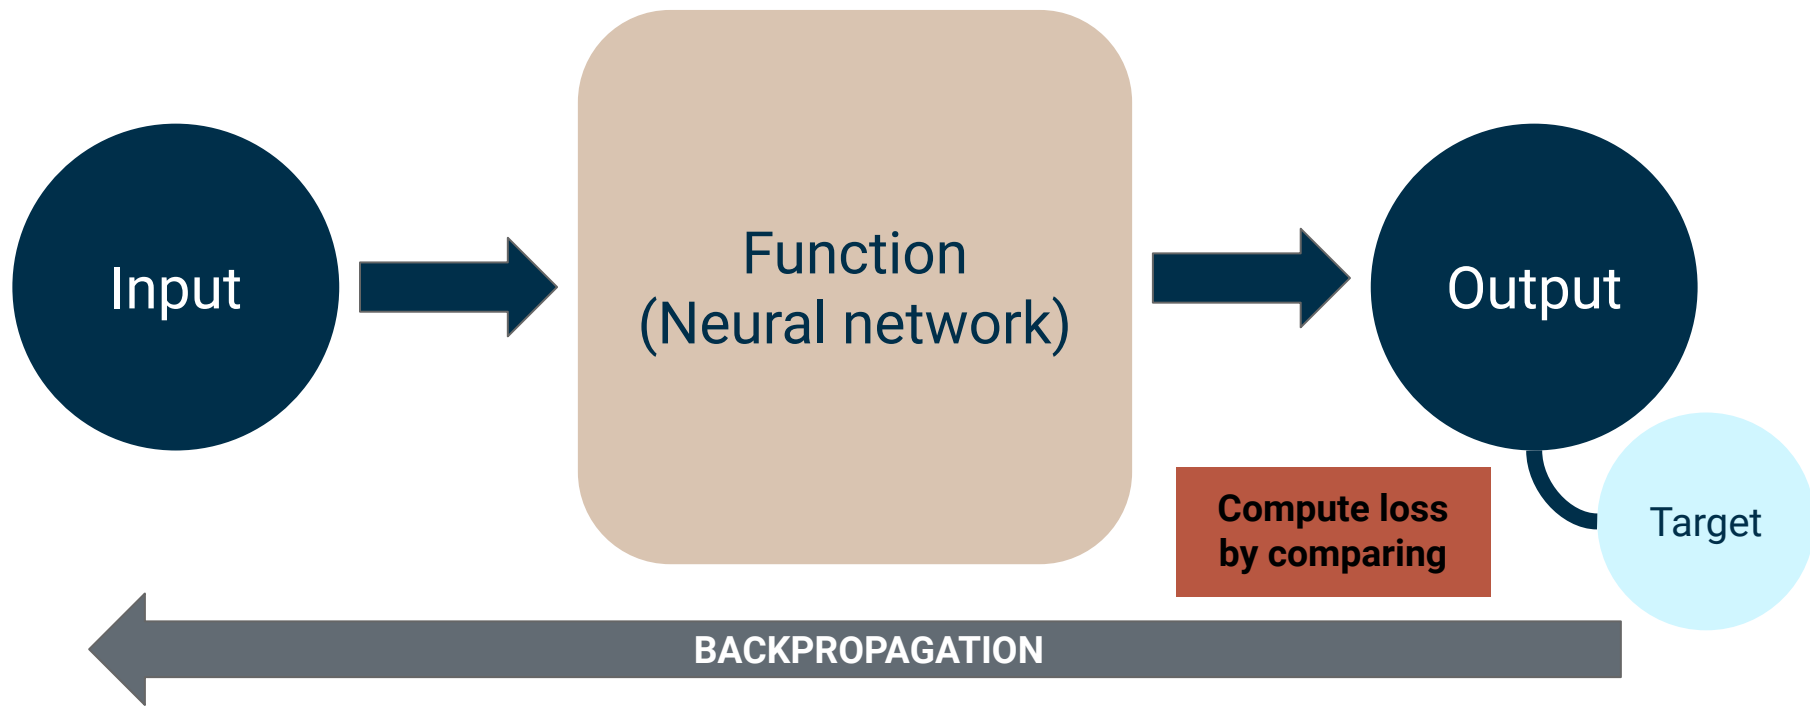 Input
Function
(Neural network)
Output
Compute loss
by comparing
Target
BACKPROPAGATION